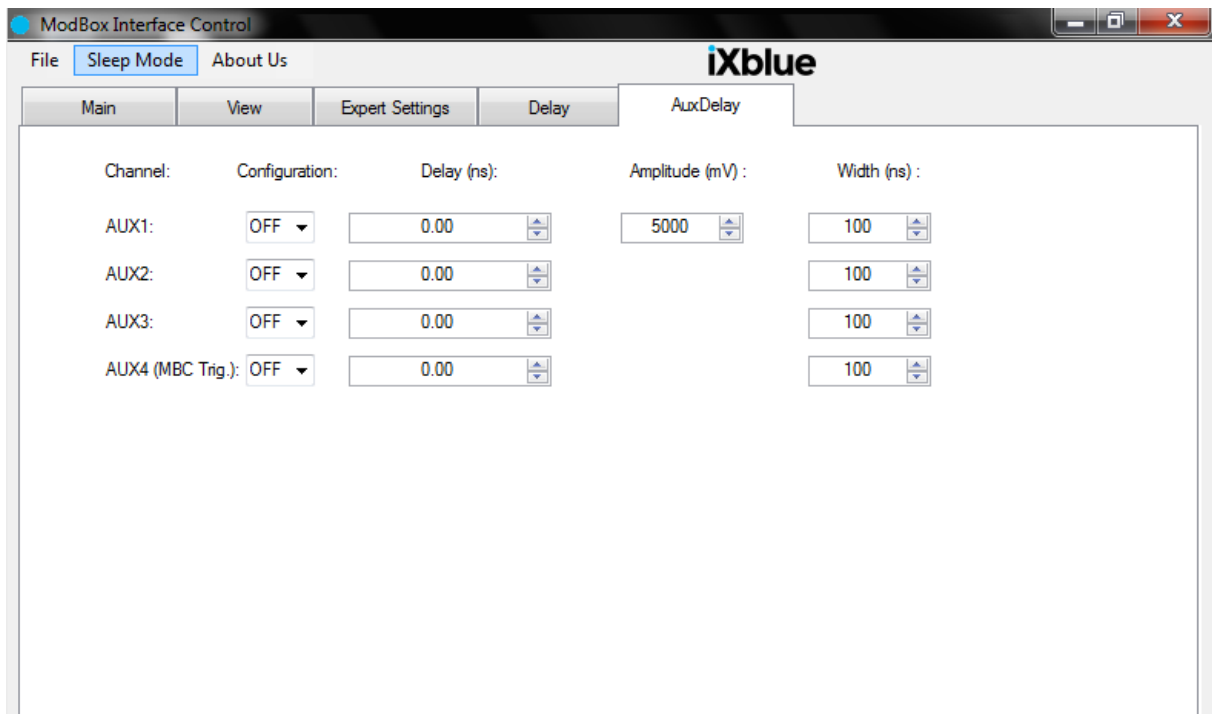 ModBox Interface Control
File Sleep Mode About Us iXblue
Main View Expert Settings Delay AuxDelay
Channel: Configuration: Delay (ns): Amplitude (mV) : Width (ns) :
AUX1: OFF 0.00 5000 100
AUX2: OFF 0.00 100
AUX3: OFF 0.00 100
AUX4 (MBC Trig.): OFF 0.00 100